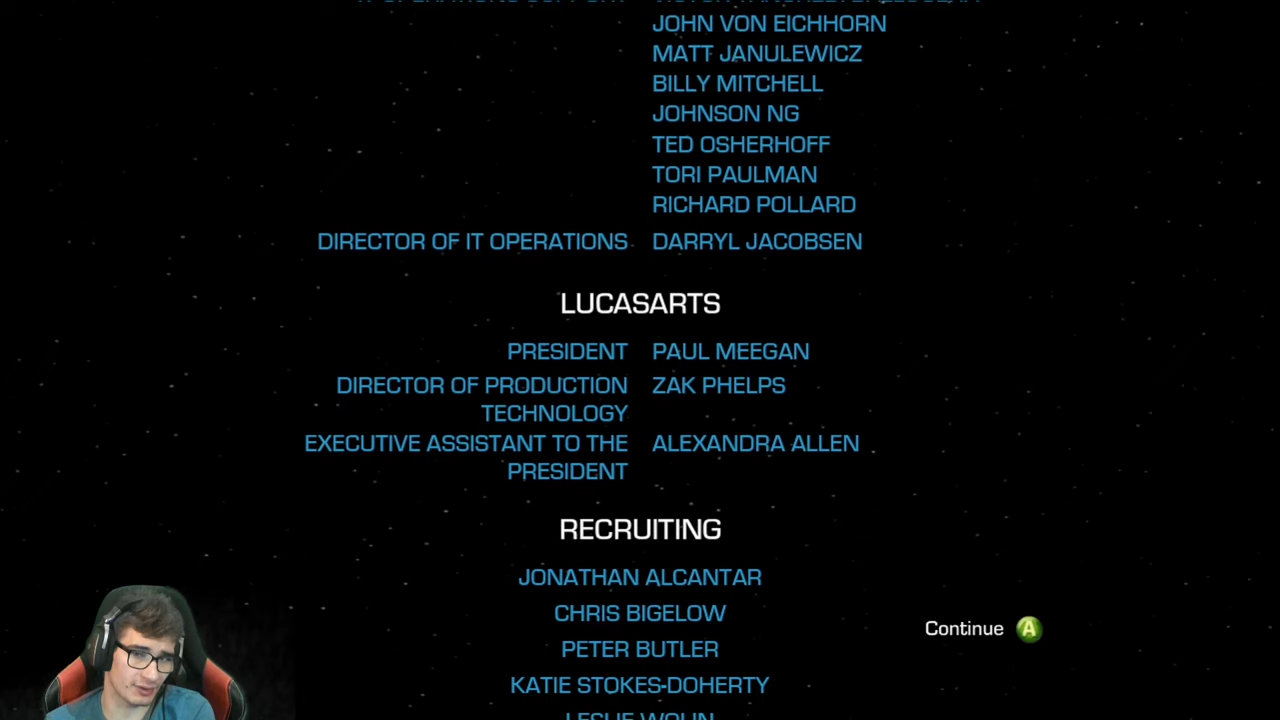 JOHN VON EICHHORN
MATT JANULEWICZ
BILLY MITCHELL
JOHNSON NG
TED OSHERHOFF
TORI PAULMAN
RICHARD POLLARD
DIRECTOR OF IT OPERATIONS DARRYL JACOBSEN
LUCASARTS
PRESIDENT PAUL MEEGAN
DIRECTOR OF PRODUCTION ZAK PHELPS
TECHNOLOGY
EXECUTIVE ASSISTANT TO THE ALEXANDRA ALLEN
PRESIDENT
RECRUITING
JONATHAN ALCANTAR
CHRIS BIGELOW
Continue A
PETER BUTLER
KATIE STOKES-DOHERTY